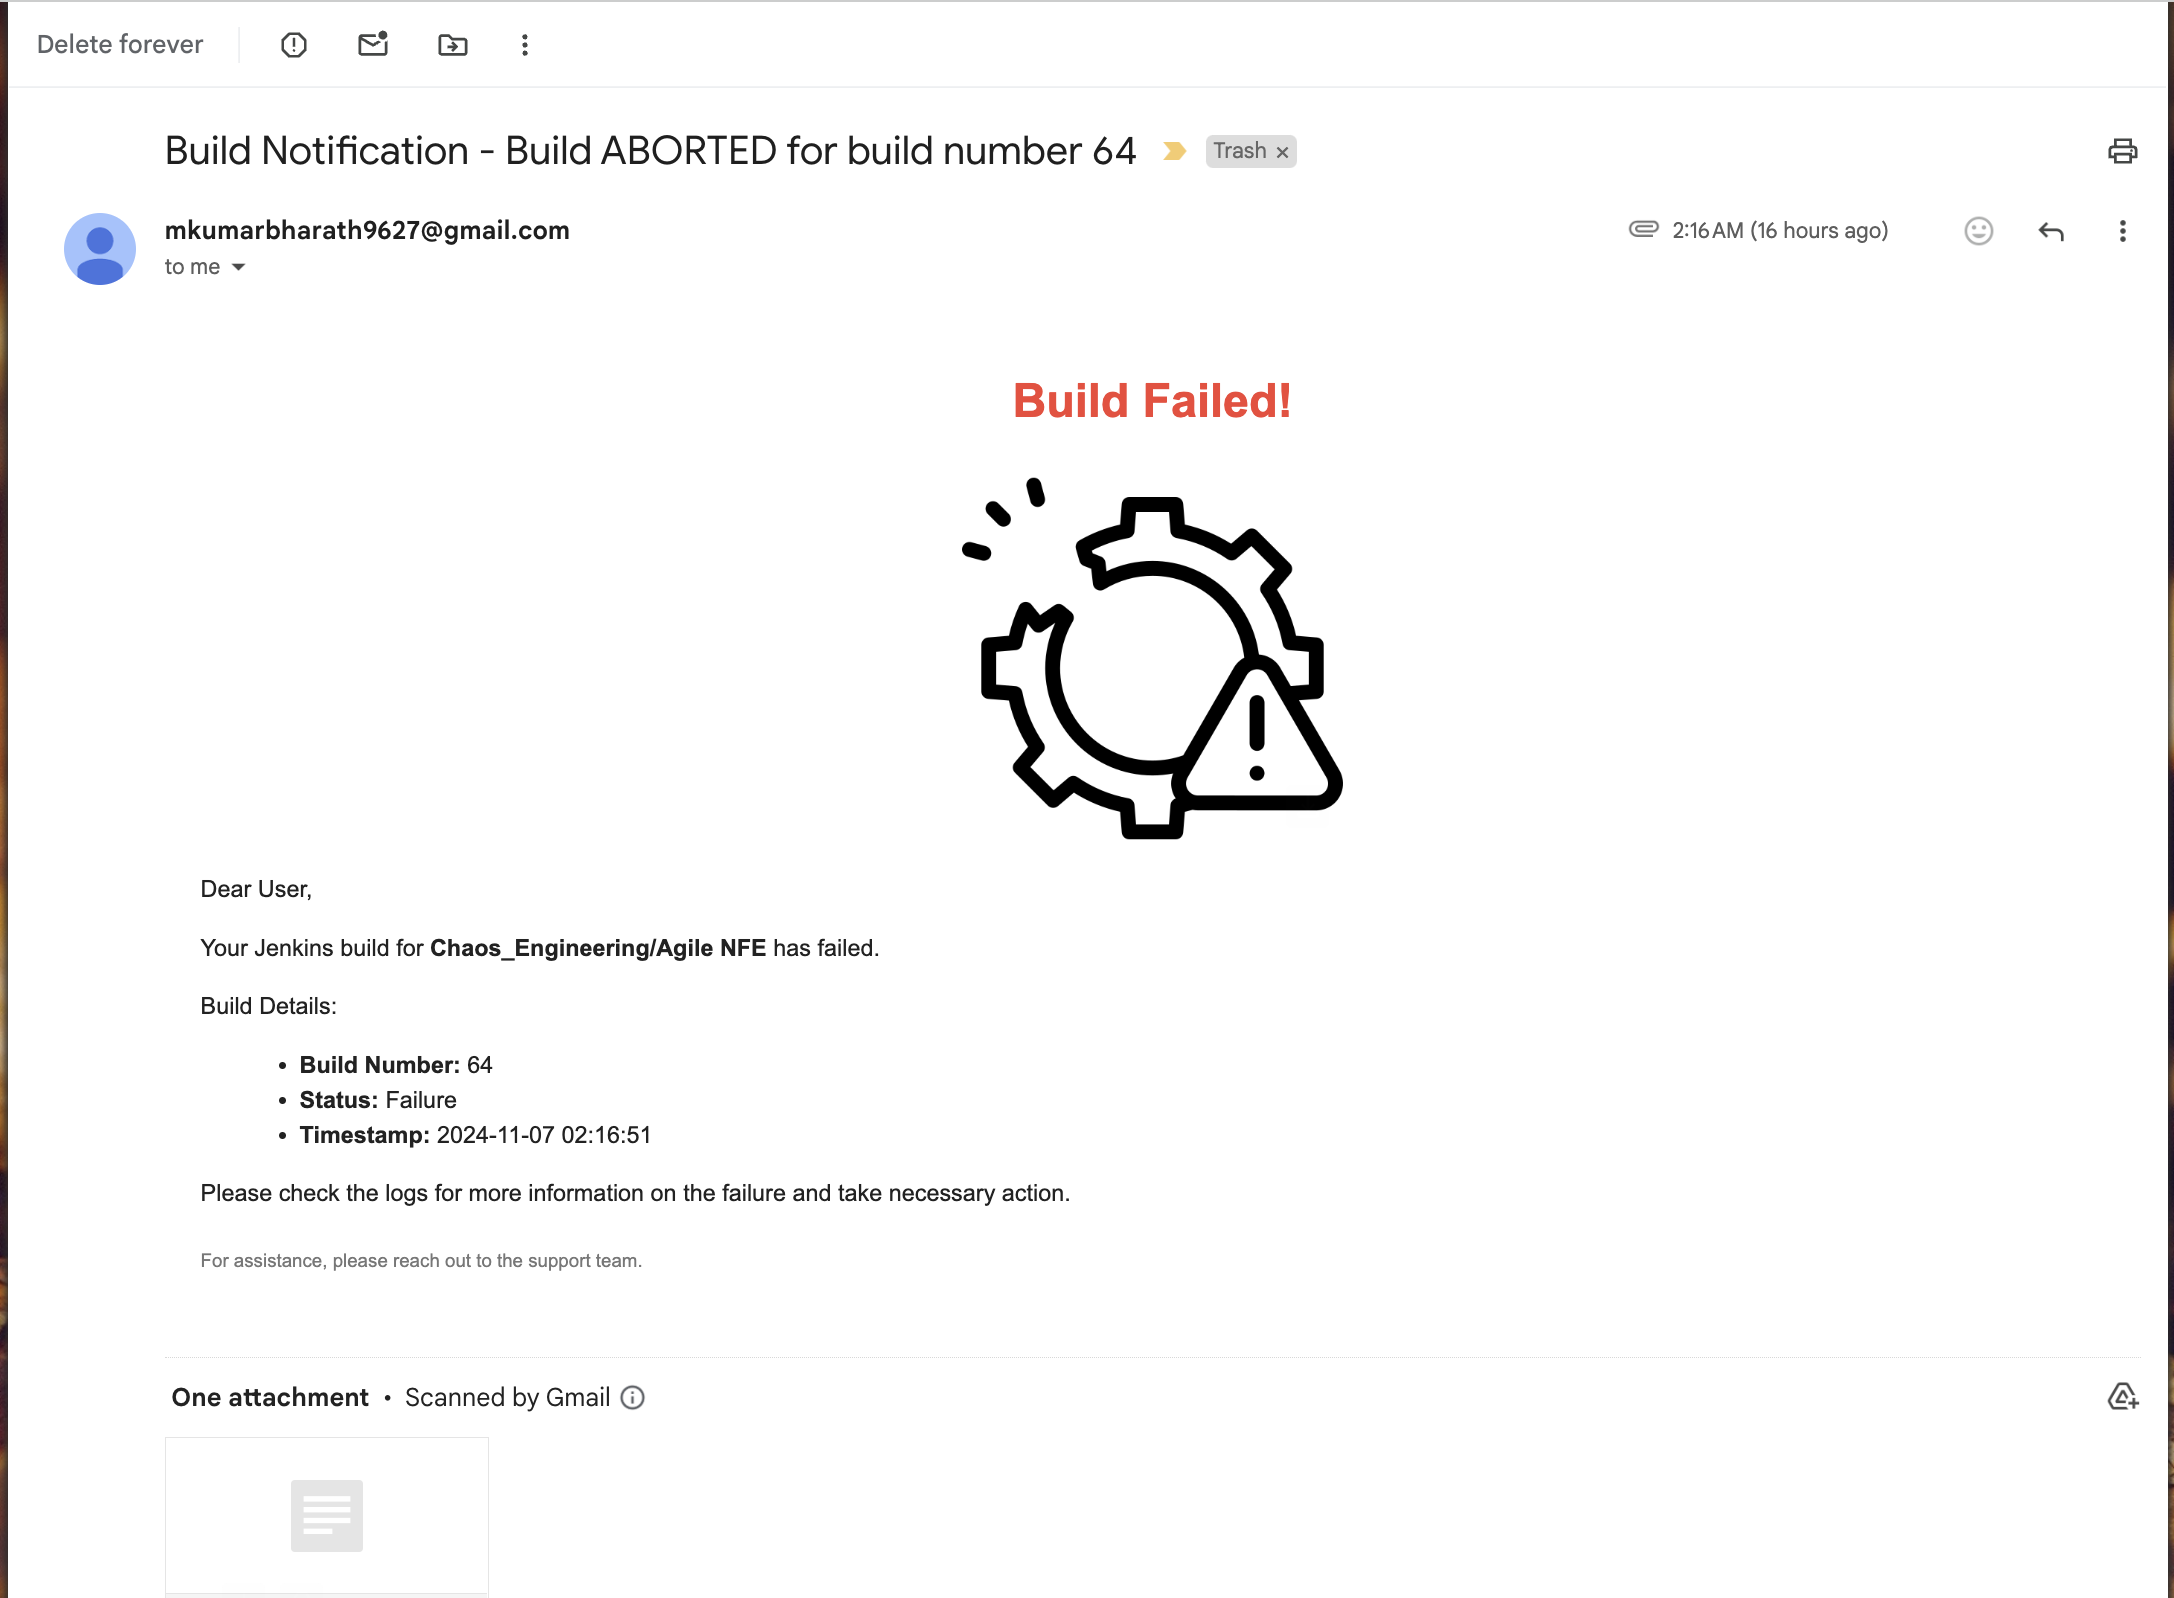 Delete forever
Build Notification - Build ABORTED for build number 64
Trash ×
mkumarbharath9627@gmail.com
2:16 AM (16 hours ago)
to me
Build Failed!
Dear User,
Your Jenkins build for Chaos_Engineering/Agile NFE has failed.
Build Details:
• Build Number: 64
• Status: Failure
• Timestamp: 2024-11-07 02:16:51
Please check the logs for more information on the failure and take necessary action.
For assistance, please reach out to the support team.
One attachment • Scanned by Gmail